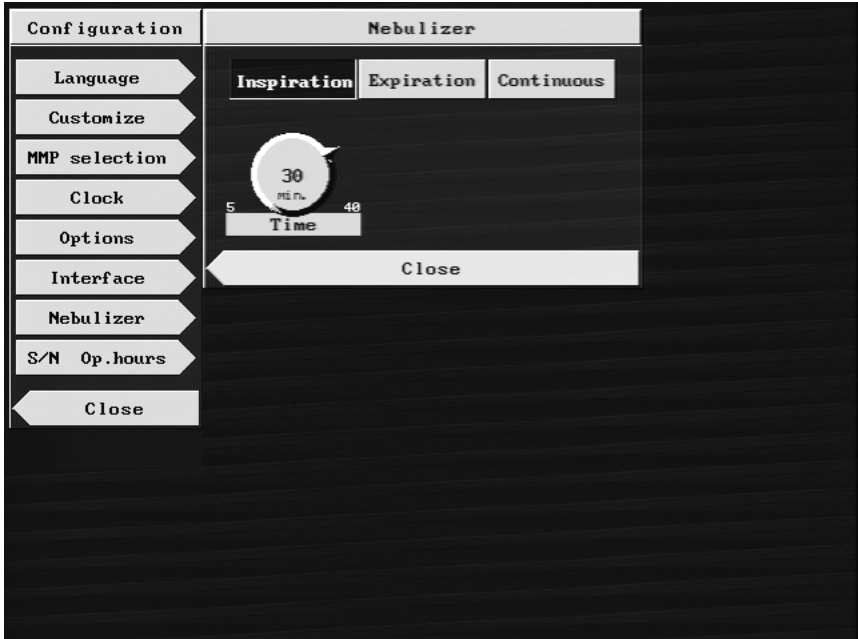 Configuration
Nebulizer
Language
Customize
MMP selection
Clock
Options
Interface
Nebulizer
S/N Op.hours
Close
Inspiration Expiration Continuous
30
min.
5 40
Time
Close